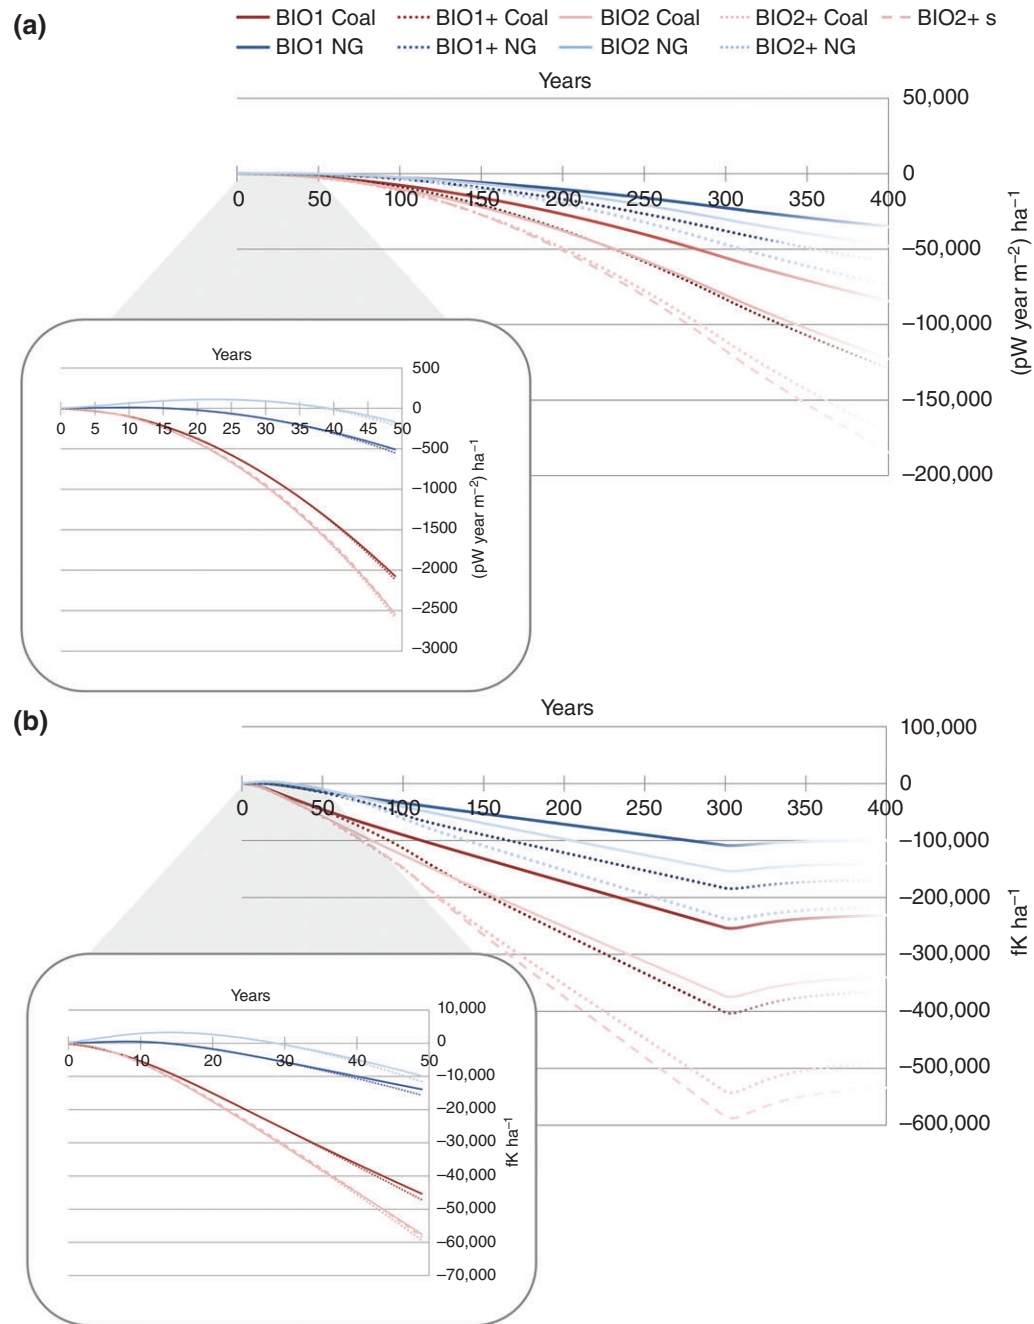 (a)
BIO1 Coal BIO1+ Coal BIO2 Coal BIO2+ Coal BIO2+ s
BIO1 NG BIO1+ NG BIO2 NG BIO2+ NG
Years
50,000
0
0 50 100 150 200 250 300 350 400
−50,000
−100,000
−150,000
−200,000
(pW year m⁻²) ha⁻¹
Years
500
0
0 5 10 15 20 25 30 35 40 45 50
−500
−1000
−1500
−2000
−2500
−3000
(pW year m⁻²) ha⁻¹
(b)
Years
100,000
0
0 50 100 150 200 250 300 350 400
−100,000
−200,000
−300,000
−400,000
−500,000
−600,000
fK ha⁻¹
Years
10,000
0
0 10 20 30 40 50
−10,000
−20,000
−30,000
−40,000
−50,000
−60,000
−70,000
fK ha⁻¹